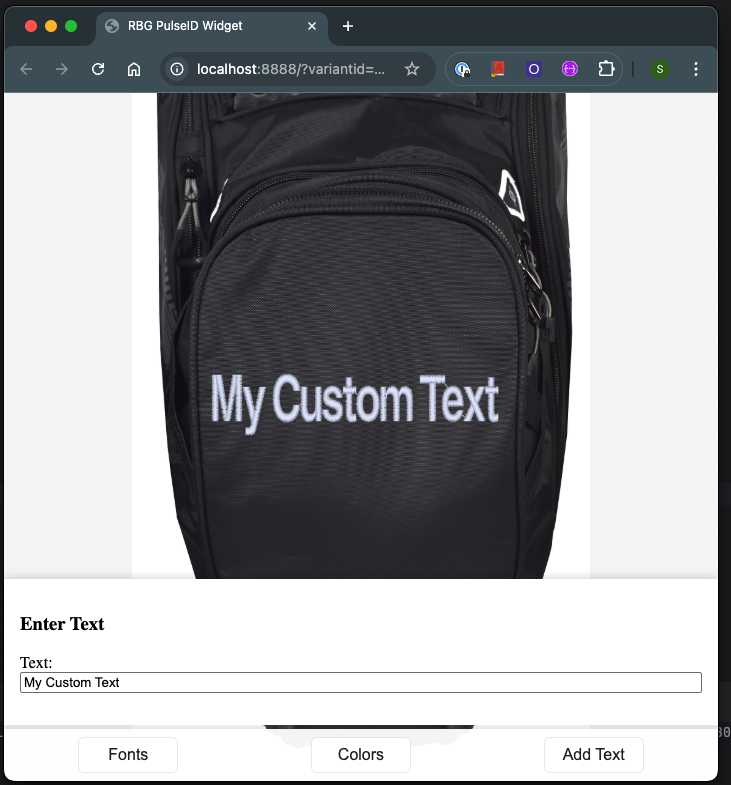 RBG PulseID Widget
localhost:8888/?variantid=...
S
My Custom Text
Enter Text
Text:
My Custom Text
30
Fonts
Colors
Add Text